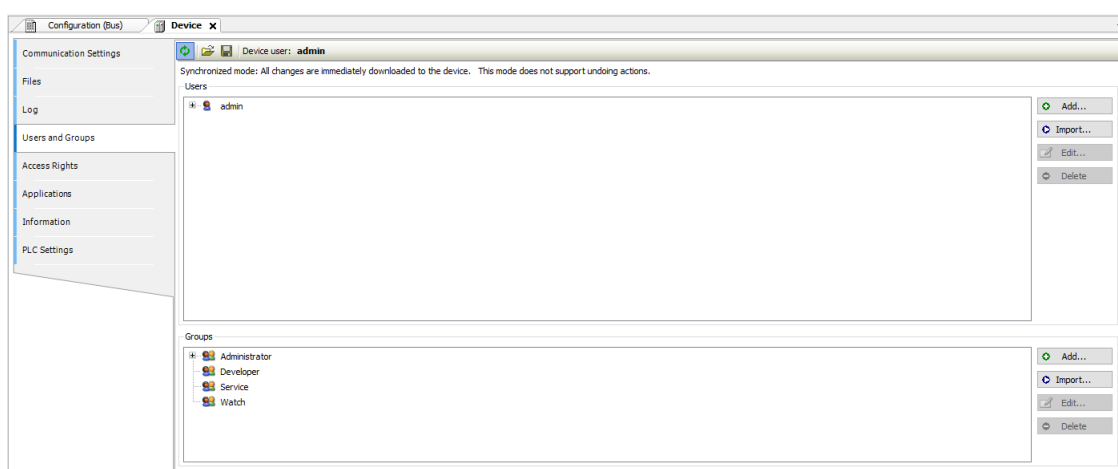 Configuration (Bus)
Device
Communication Settings
Files
Log
Users and Groups
Access Rights
Applications
Information
PLC Settings
Device user: admin
Synchronized mode: All changes are immediately downloaded to the device. This mode does not support undoing actions.
Users
admin
Add...
Import...
Edit...
Delete
Groups
Administrator
Developer
Service
Watch
Add...
Import...
Edit...
Delete